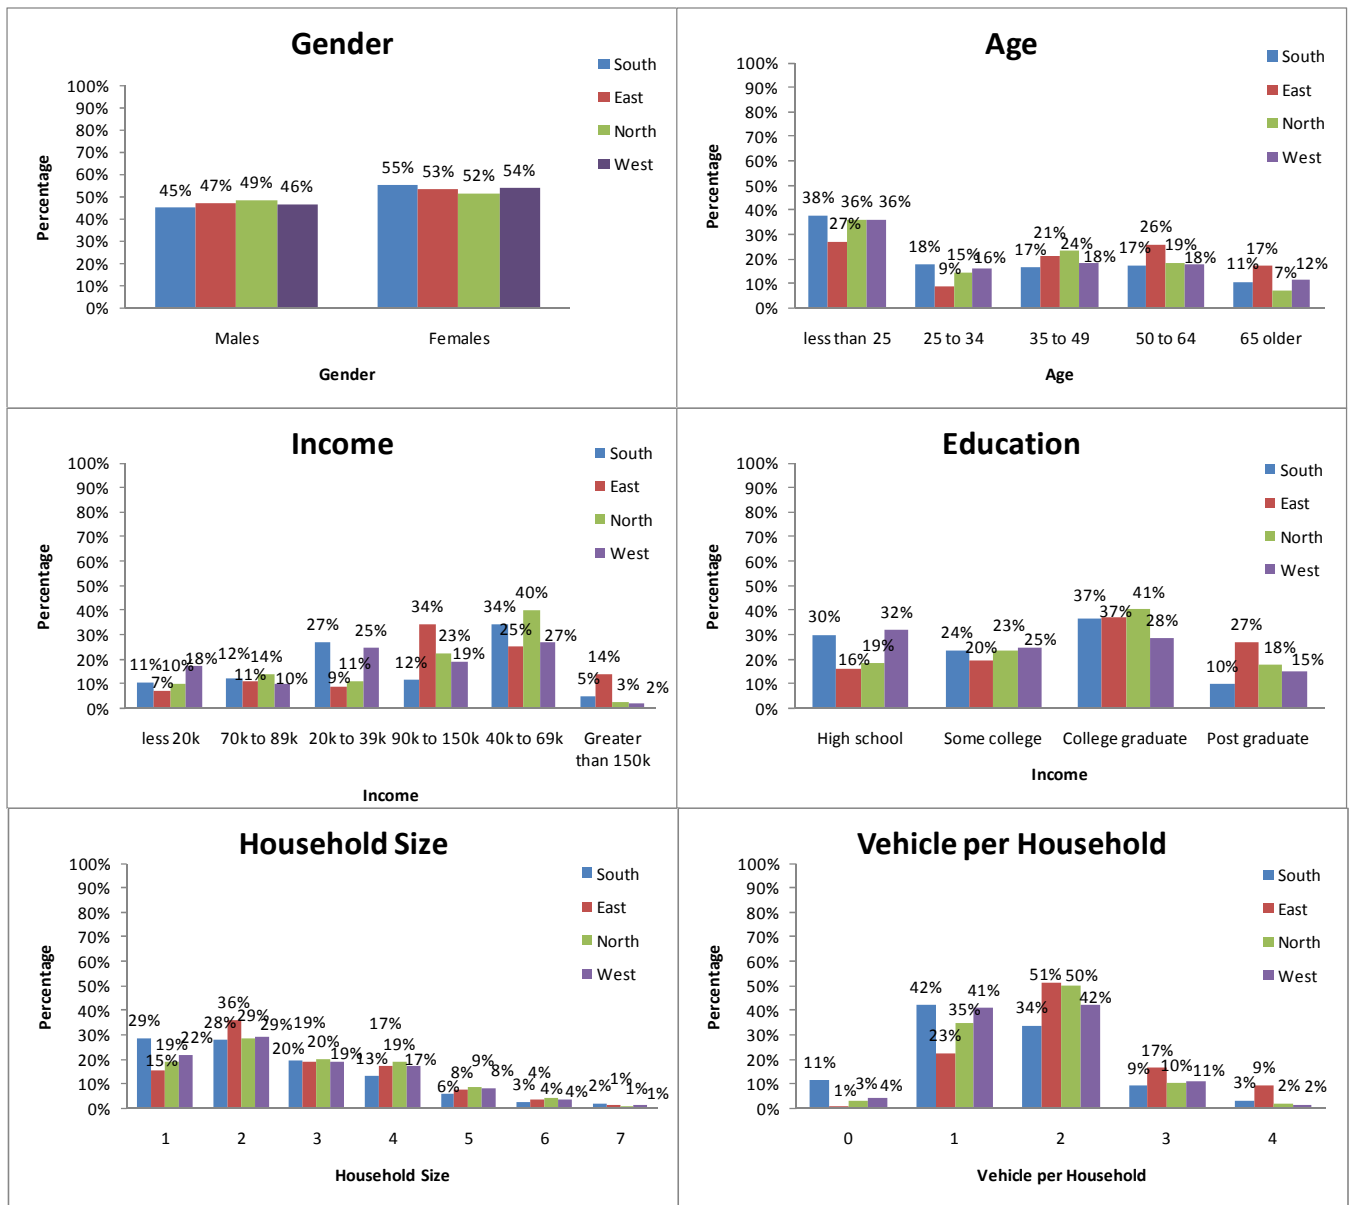 Gender
South
East
North
West
100%
90%
80%
70%
60%
50%
40%
30%
20%
10%
0%
Percentage
45% 47% 49% 46%
55% 53% 52% 54%
Males Females
Gender
Age
South
East
North
West
100%
90%
80%
70%
60%
50%
40%
30%
20%
10%
0%
Percentage
38% 27% 36% 36%
18% 9% 15% 16%
17% 21% 24% 18%
17% 26% 19% 18%
11% 17% 7% 12%
less than 25 25 to 34 35 to 49 50 to 64 65 older
Age
Income
South
East
North
West
100%
90%
80%
70%
60%
50%
40%
30%
20%
10%
0%
Percentage
11% 7% 10% 18%
12% 11% 14% 10%
27% 9% 11% 25%
12% 34% 23% 19%
34% 25% 40% 27%
5% 14% 3% 2%
less 20k 70k to 89k 20k to 39k 90k to 150k 40k to 69k Greater
than 150k
Income
Education
South
East
North
West
100%
90%
80%
70%
60%
50%
40%
30%
20%
10%
0%
Percentage
30% 16% 19% 32%
24% 20% 23% 25%
37% 37% 41% 28%
10% 27% 18% 15%
High school Some college College graduate Post graduate
Income
Household Size
South
East
North
West
100%
90%
80%
70%
60%
50%
40%
30%
20%
10%
0%
Percentage
29% 15% 19% 22%
28% 36% 29% 29%
20% 19% 20% 19%
13% 17% 19% 17%
6% 8% 9% 8%
3% 4% 4% 4%
2% 1% 1% 1%
1 2 3 4 5 6 7
Household Size
Vehicle per Household
South
East
North
West
100%
90%
80%
70%
60%
50%
40%
30%
20%
10%
0%
Percentage
11% 1% 3% 4%
42% 23% 35% 41%
34% 51% 50% 42%
9% 17% 10% 11%
3% 9% 2% 2%
0 1 2 3 4
Vehicle per Household